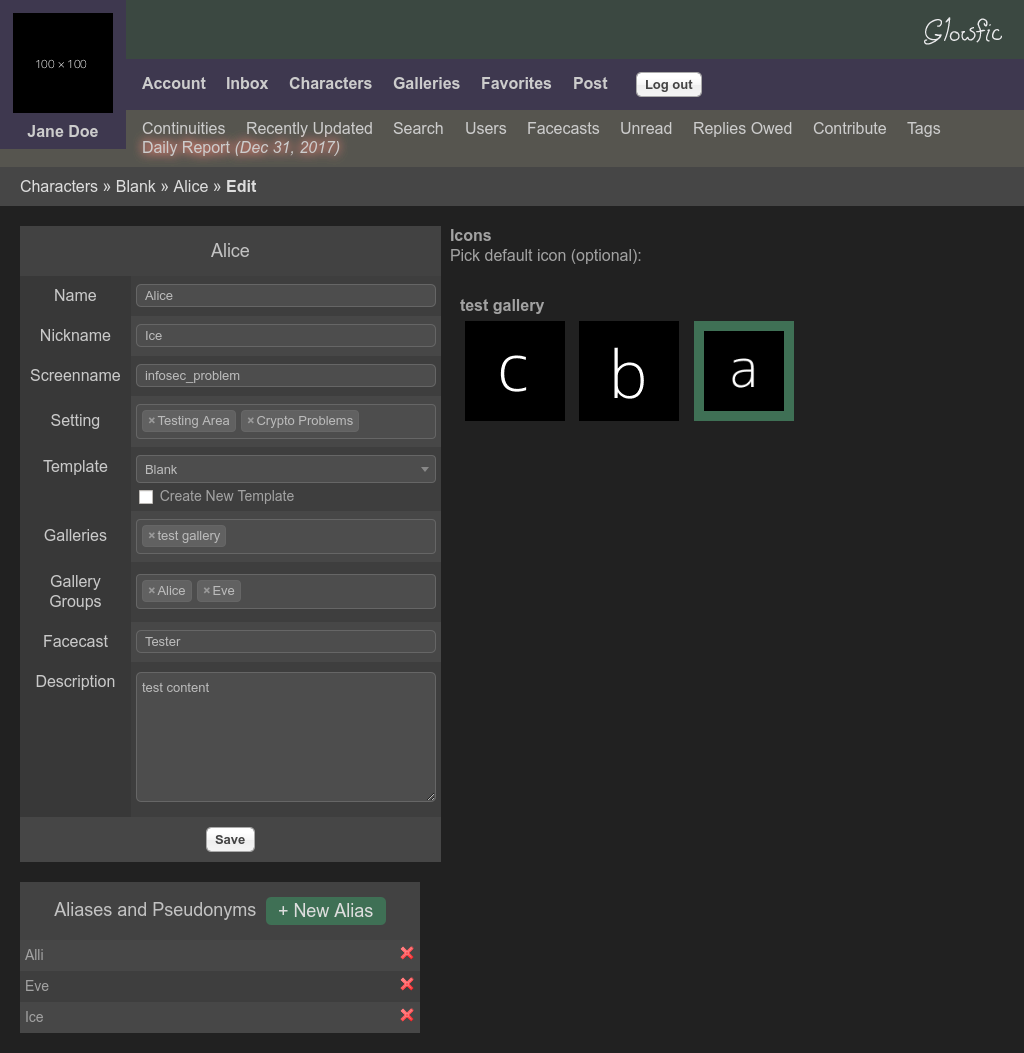 100 × 100
Glowfic
Account Inbox Characters Galleries Favorites Post Log out
Jane Doe
Continuities Recently Updated Search Users Facecasts Unread Replies Owed Contribute Tags
Daily Report (Dec 31, 2017)
Characters » Blank » Alice » Edit
Alice
Name Alice
Nickname Ice
Screenname infosec_problem
Setting ×Testing Area ×Crypto Problems
Template Blank
Create New Template
Galleries ×test gallery
Gallery
Groups
×Alice ×Eve
Facecast Tester
Description test content
Save
Icons
Pick default icon (optional):
test gallery
c b a
Aliases and Pseudonyms + New Alias
Alli
Eve
Ice